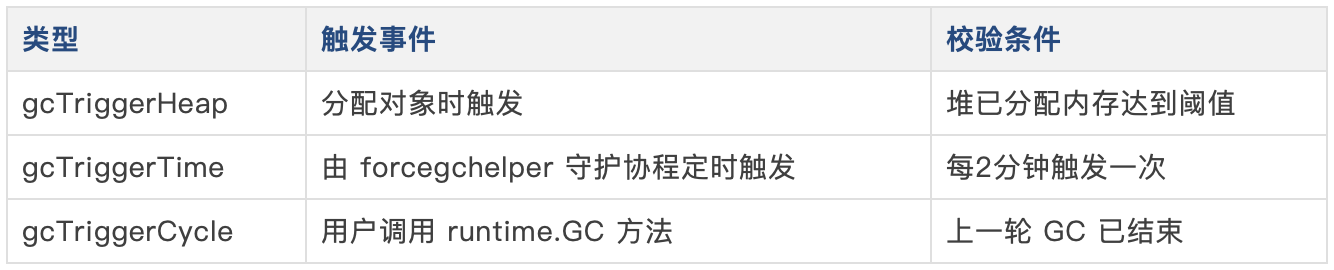 类型 触发事件 校验条件
gcTriggerHeap 分配对象时触发 堆已分配内存达到阈值
gcTriggerTime 由 forcegchelper 守护协程定时触发 每2分钟触发一次
gcTriggerCycle 用户调用 runtime.GC 方法 上一轮 GC 已结束